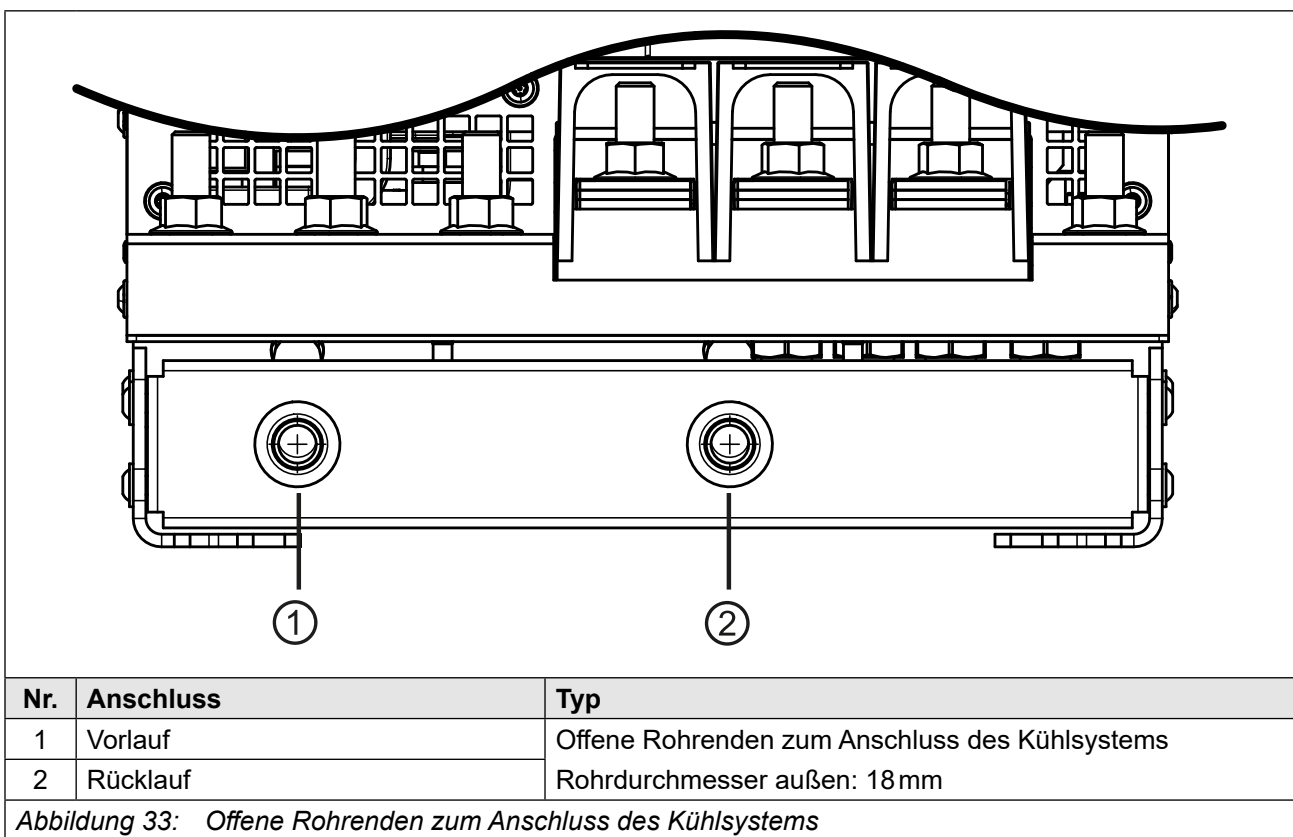 1
2
Nr. Anschluss Typ
1 Vorlauf Offene Rohrenden zum Anschluss des Kühlsystems
2 Rücklauf Rohrdurchmesser außen: 18 mm
Abbildung 33: Offene Rohrenden zum Anschluss des Kühlsystems